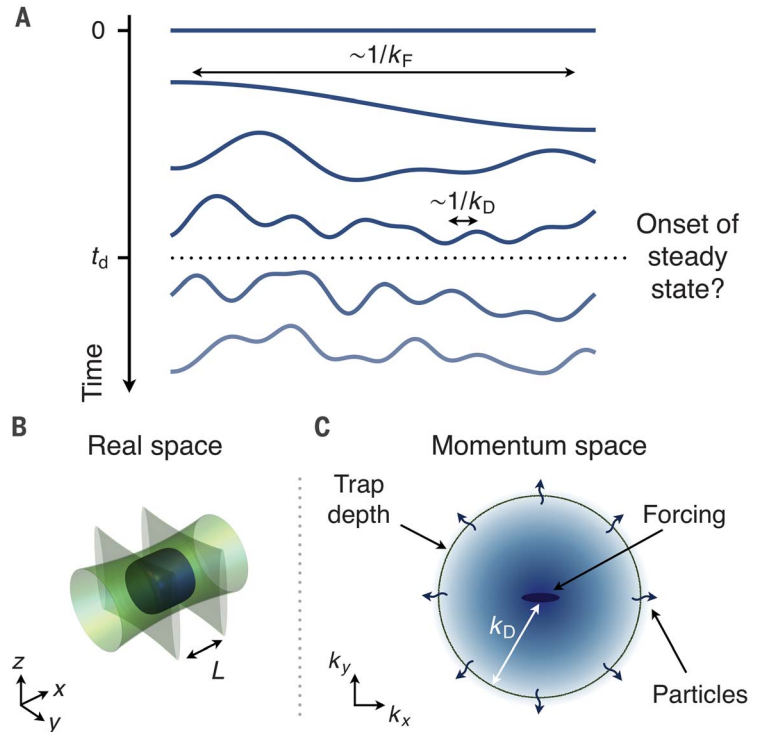 A
0
~1/kF
~1/kD
td
Onset of
steady
state?
Time
B
Real space
L
z
x
y
C
Momentum space
Trap
depth
Forcing
kD
ky
kx
Particles